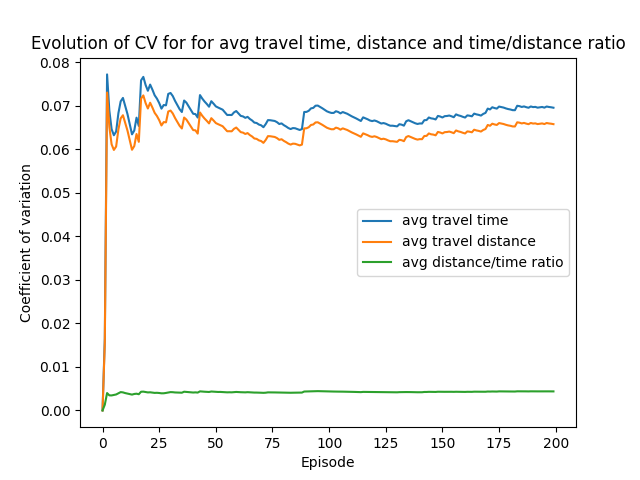 Evolution of CV for for avg travel time, distance and time/distance ratio
0.08
0.07
0.06
0.05
0.04
0.03
0.02
0.01
0.00
Coefficient of variation
avg travel time
avg travel distance
avg distance/time ratio
0 25 50 75 100 125 150 175 200
Episode